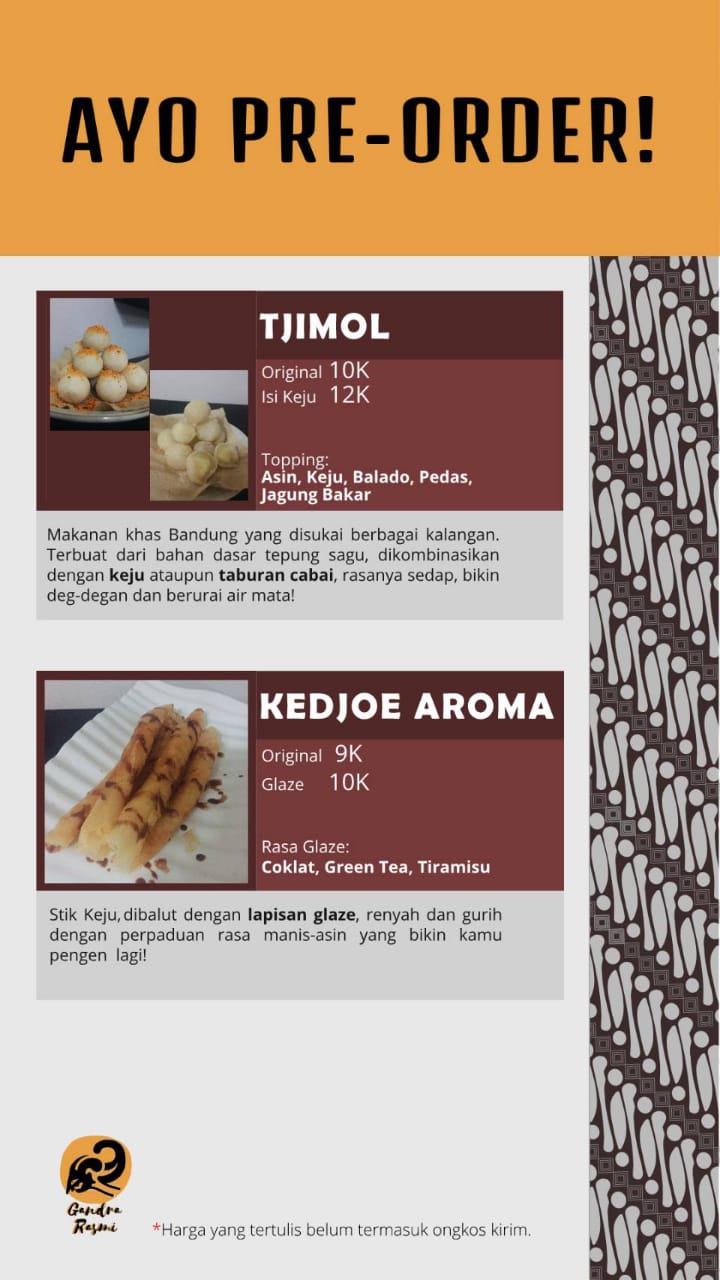 AYO PRE-ORDER!
TJIMOL
Original 10K
Isi Keju 12K
Topping:
Asin, Keju, Balado, Pedas,
Jagung Bakar
Makanan khas Bandung yang disukai berbagai kalangan.
Terbuat dari bahan dasar tepung sagu, dikombinasikan
dengan keju ataupun taburan cabai, rasanya sedap, bikin
deg-degan dan berurai air mata!
KEDJOE AROMA
Original 9K
Glaze 10K
Rasa Glaze:
Coklat, Green Tea, Tiramisu
Stik Keju,dibalut dengan lapisan glaze, renyah dan gurih
dengan perpaduan rasa manis-asin yang bikin kamu
pengen lagi!
Gandra
Rasmi
*Harga yang tertulis belum termasuk ongkos kirim.